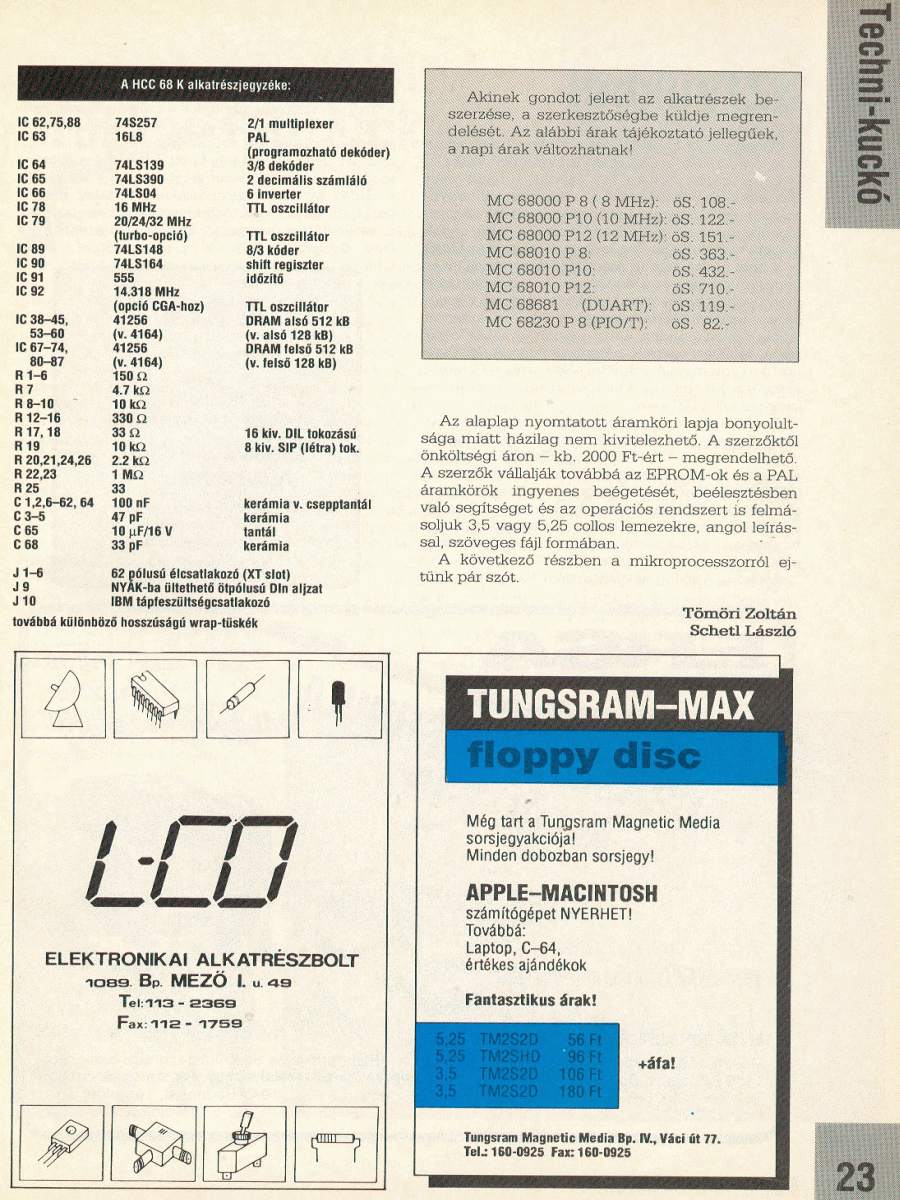 Techni-kuckó
A HCC 68 K alkatrészjegyzéke:
IC 62,75,88 74S257 2/1 multiplexer
IC 63 16L8 PAL
(programozható dekóder)
IC 64 74LS139 3/8 dekóder
IC 65 74LS390 2 decimális számláló
IC 66 74LS04 6 inverter
IC 78 16 MHz TTL oszcillátor
IC 79 20/24/32 MHz
(turbo-opció) TTL oszcillátor
IC 89 74LS148 8/3 kóder
IC 90 74LS164 shift regiszter
IC 91 555 időzítő
IC 92 14.318 MHz
(opció CGA-hoz) TTL oszcillátor
IC 38–45, 41256 DRAM alsó 512 kB
53–60 (v. 4164) (v. alsó 128 kB)
IC 67–74, 41256 DRAM felső 512 kB
80–87 (v. 4164) (v. felső 128 kB)
R 1–6 150 Ω
R 7 4.7 kΩ
R 8–10 10 kΩ
R 12–16 330 Ω
R 17, 18 33 Ω 16 kiv. DIL tokozású
R 19 10 kΩ 8 kiv. SIP (létra) tok.
R 20,21,24,26 2.2 kΩ
R 22,23 1 MΩ
R 25 33
C 1,2,6–62, 64 100 nF kerámia v. csepptantál
C 3–5 47 pF kerámia
C 65 10 µF/16 V tantál
C 68 33 pF kerámia
J 1–6 62 pólusú élcsatlakozó (XT slot)
J 9 NYÁK-ba ültethető ötpólusú DIn aljzat
J 10 IBM tápfeszültségcsatlakozó
továbbá különböző hosszúságú wrap-tüskék
Akinek gondot jelent az alkatrészek be-
szerzése, a szerkesztőségbe küldje megren-
delését. Az alábbi árak tájékoztató jellegűek,
a napi árak változhatnak!
MC 68000 P 8 ( 8 MHz): öS. 108.-
MC 68000 P10 (10 MHz): öS. 122.-
MC 68000 P12 (12 MHz): öS. 151.-
MC 68010 P 8: öS. 363.-
MC 68010 P10: öS. 432.-
MC 68010 P12: öS. 710.-
MC 68681 (DUART): öS. 119.-
MC 68230 P 8 (PIO/T): öS. 82.-
Az alaplap nyomtatott áramköri lapja bonyolult-
sága miatt házilag nem kivitelezhető. A szerzőktől
önköltségi áron – kb. 2000 Ft-ért – megrendelhető.
A szerzők vállalják továbbá az EPROM-ok és a PAL
áramkörök ingyenes beégetését, beélesztésben
való segítséget és az operációs rendszert is felmá-
soljuk 3,5 vagy 5,25 collos lemezekre, angol leírás-
sal, szöveges fájl formában.
A következő részben a mikroprocesszorról ej-
tünk pár szót.
Tömöri Zoltán
Schetl László
L-CD
ELEKTRONIKAI ALKATRÉSZBOLT
1089. Bp. MEZŐ I. u. 49
Tel:113 - 2369
Fax: 112 - 1759
TUNGSRAM–MAX
floppy disc
Még tart a Tungsram Magnetic Media
sorsjegyakciója!
Minden dobozban sorsjegy!
APPLE–MACINTOSH
számítógépet NYERHET!
Továbbá:
Laptop, C–64,
értékes ajándékok
Fantasztikus árak!
5,25 TM2S2D 56 Ft
5,25 TM2SHD 96 Ft
3,5 TM2S2D 106 Ft
3,5 TM2S2D 180 Ft
+áfa!
Tungsram Magnetic Media Bp. IV., Váci út 77.
Tel.: 160-0925 Fax: 160-0925
23